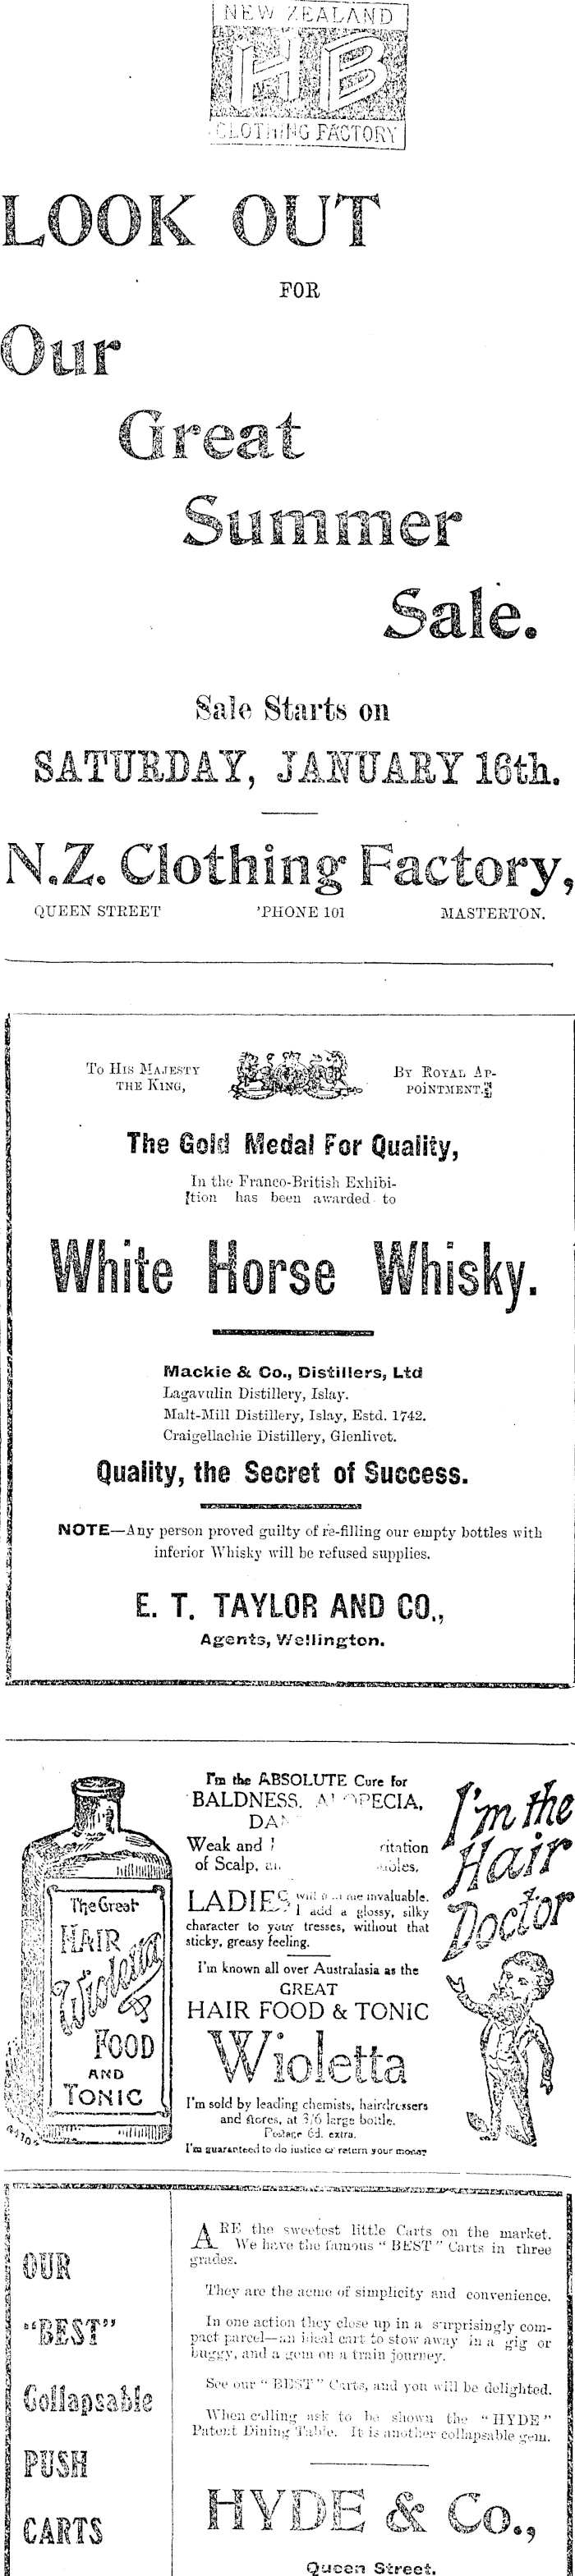 NEW ZEALAND
HB
CLOTHING FACTORY
LOOK OUT
FOR
Our
Great
Summer
Sale.
Sale Starts on
SATURDAY, JANUARY 16th.
N.Z. Clothing Factory,
QUEEN STREET 'PHONE 101 MASTERTON.
To His Majesty
the King,
By Royal Ap-
pointment.
The Gold Medal For Quality,
In the Franco-British Exhibi-
tion has been awarded to
White Horse Whisky.
Mackie & Co., Distillers, Ltd
Lagavulin Distillery, Islay.
Malt-Mill Distillery, Islay, Estd. 1742.
Craigellachie Distillery, Glenlivet.
Quality, the Secret of Success.
NOTE—Any person proved guilty of re-filling our empty bottles with
inferior Whisky will be refused supplies.
E. T. TAYLOR AND CO.,
Agents, Wellington.
The Great
HAIR
Wioletta
FOOD
AND
TONIC
I'm the ABSOLUTE Cure for
BALDNESS, ALOPECIA,
Weak and
of Scalp,
LADIES will me invaluable.
I add a glossy, silky
character to your tresses, without that
sticky, greasy feeling.
I'm known all over Australasia as the
GREAT
HAIR FOOD & TONIC
Wioletta
I'm sold by leading chemists, hairdressers
and stores, at 3/6 large bottle.
Postage 6d. extra.
I'm guaranteed to do justice or return your money
I'm the
Hair
Doctor
OUR
"BEST"
Collapsable
PUSH
CARTS
ARE the sweetest little Carts on the market.
We have the famous "BEST" Carts in three
grades.
They are the acme of simplicity and convenience.
In one action they close up in a surprisingly com-
pact parcel—an ideal cart to stow away in a gig or
buggy, and a gem on a train journey.
See our "BEST" Carts, and you will be delighted.
When calling ask to be shown the "HYDE"
Patent Dining Table. It is another collapsable gem.
HYDE & Co.,
Queen Street.